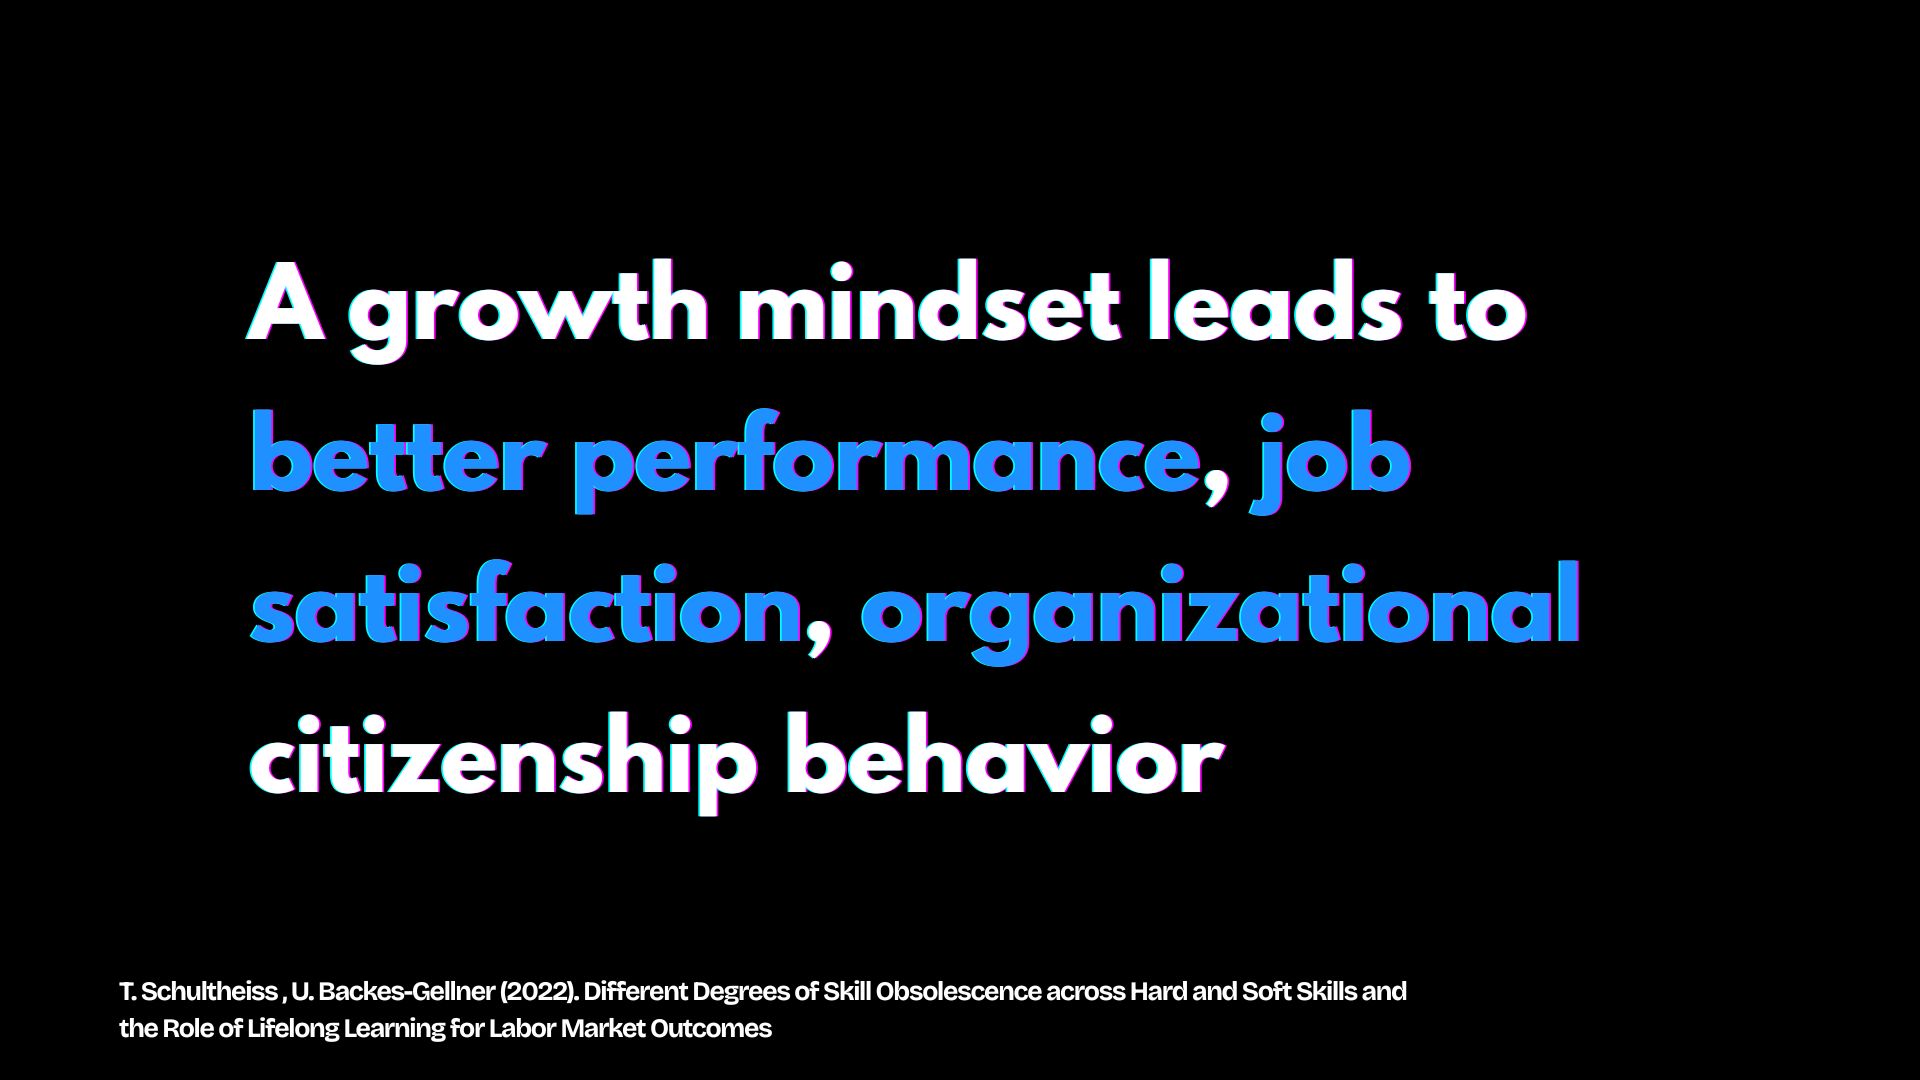 A growth mindset leads to
better performance, job
satisfaction, organizational
citizenship behavior
T. Schultheiss , U. Backes-Gellner (2022). Different Degrees of Skill Obsolescence across Hard and Soft Skills and
the Role of Lifelong Learning for Labor Market Outcomes